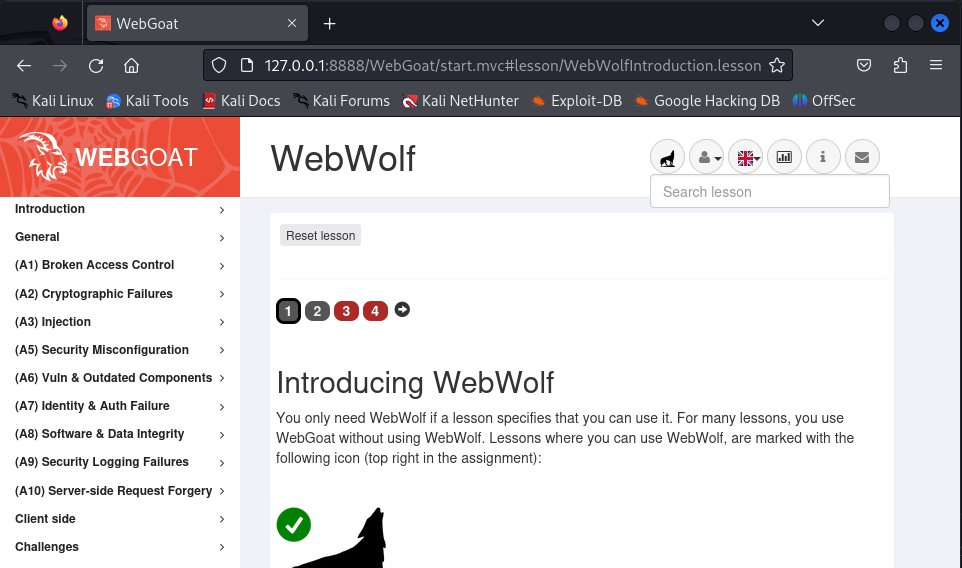 WebGoat
127.0.0.1:8888/WebGoat/start.mvc#lesson/WebWolfIntroduction.lesson
Kali Linux Kali Tools Kali Docs Kali Forums Kali NetHunter Exploit-DB Google Hacking DB OffSec
WEBGOAT
WebWolf
Search lesson
Introduction
General
(A1) Broken Access Control
(A2) Cryptographic Failures
(A3) Injection
(A5) Security Misconfiguration
(A6) Vuln & Outdated Components
(A7) Identity & Auth Failure
(A8) Software & Data Integrity
(A9) Security Logging Failures
(A10) Server-side Request Forgery
Client side
Challenges
Reset lesson
1 2 3 4
Introducing WebWolf
You only need WebWolf if a lesson specifies that you can use it. For many lessons, you use
WebGoat without using WebWolf. Lessons where you can use WebWolf, are marked with the
following icon (top right in the assignment):